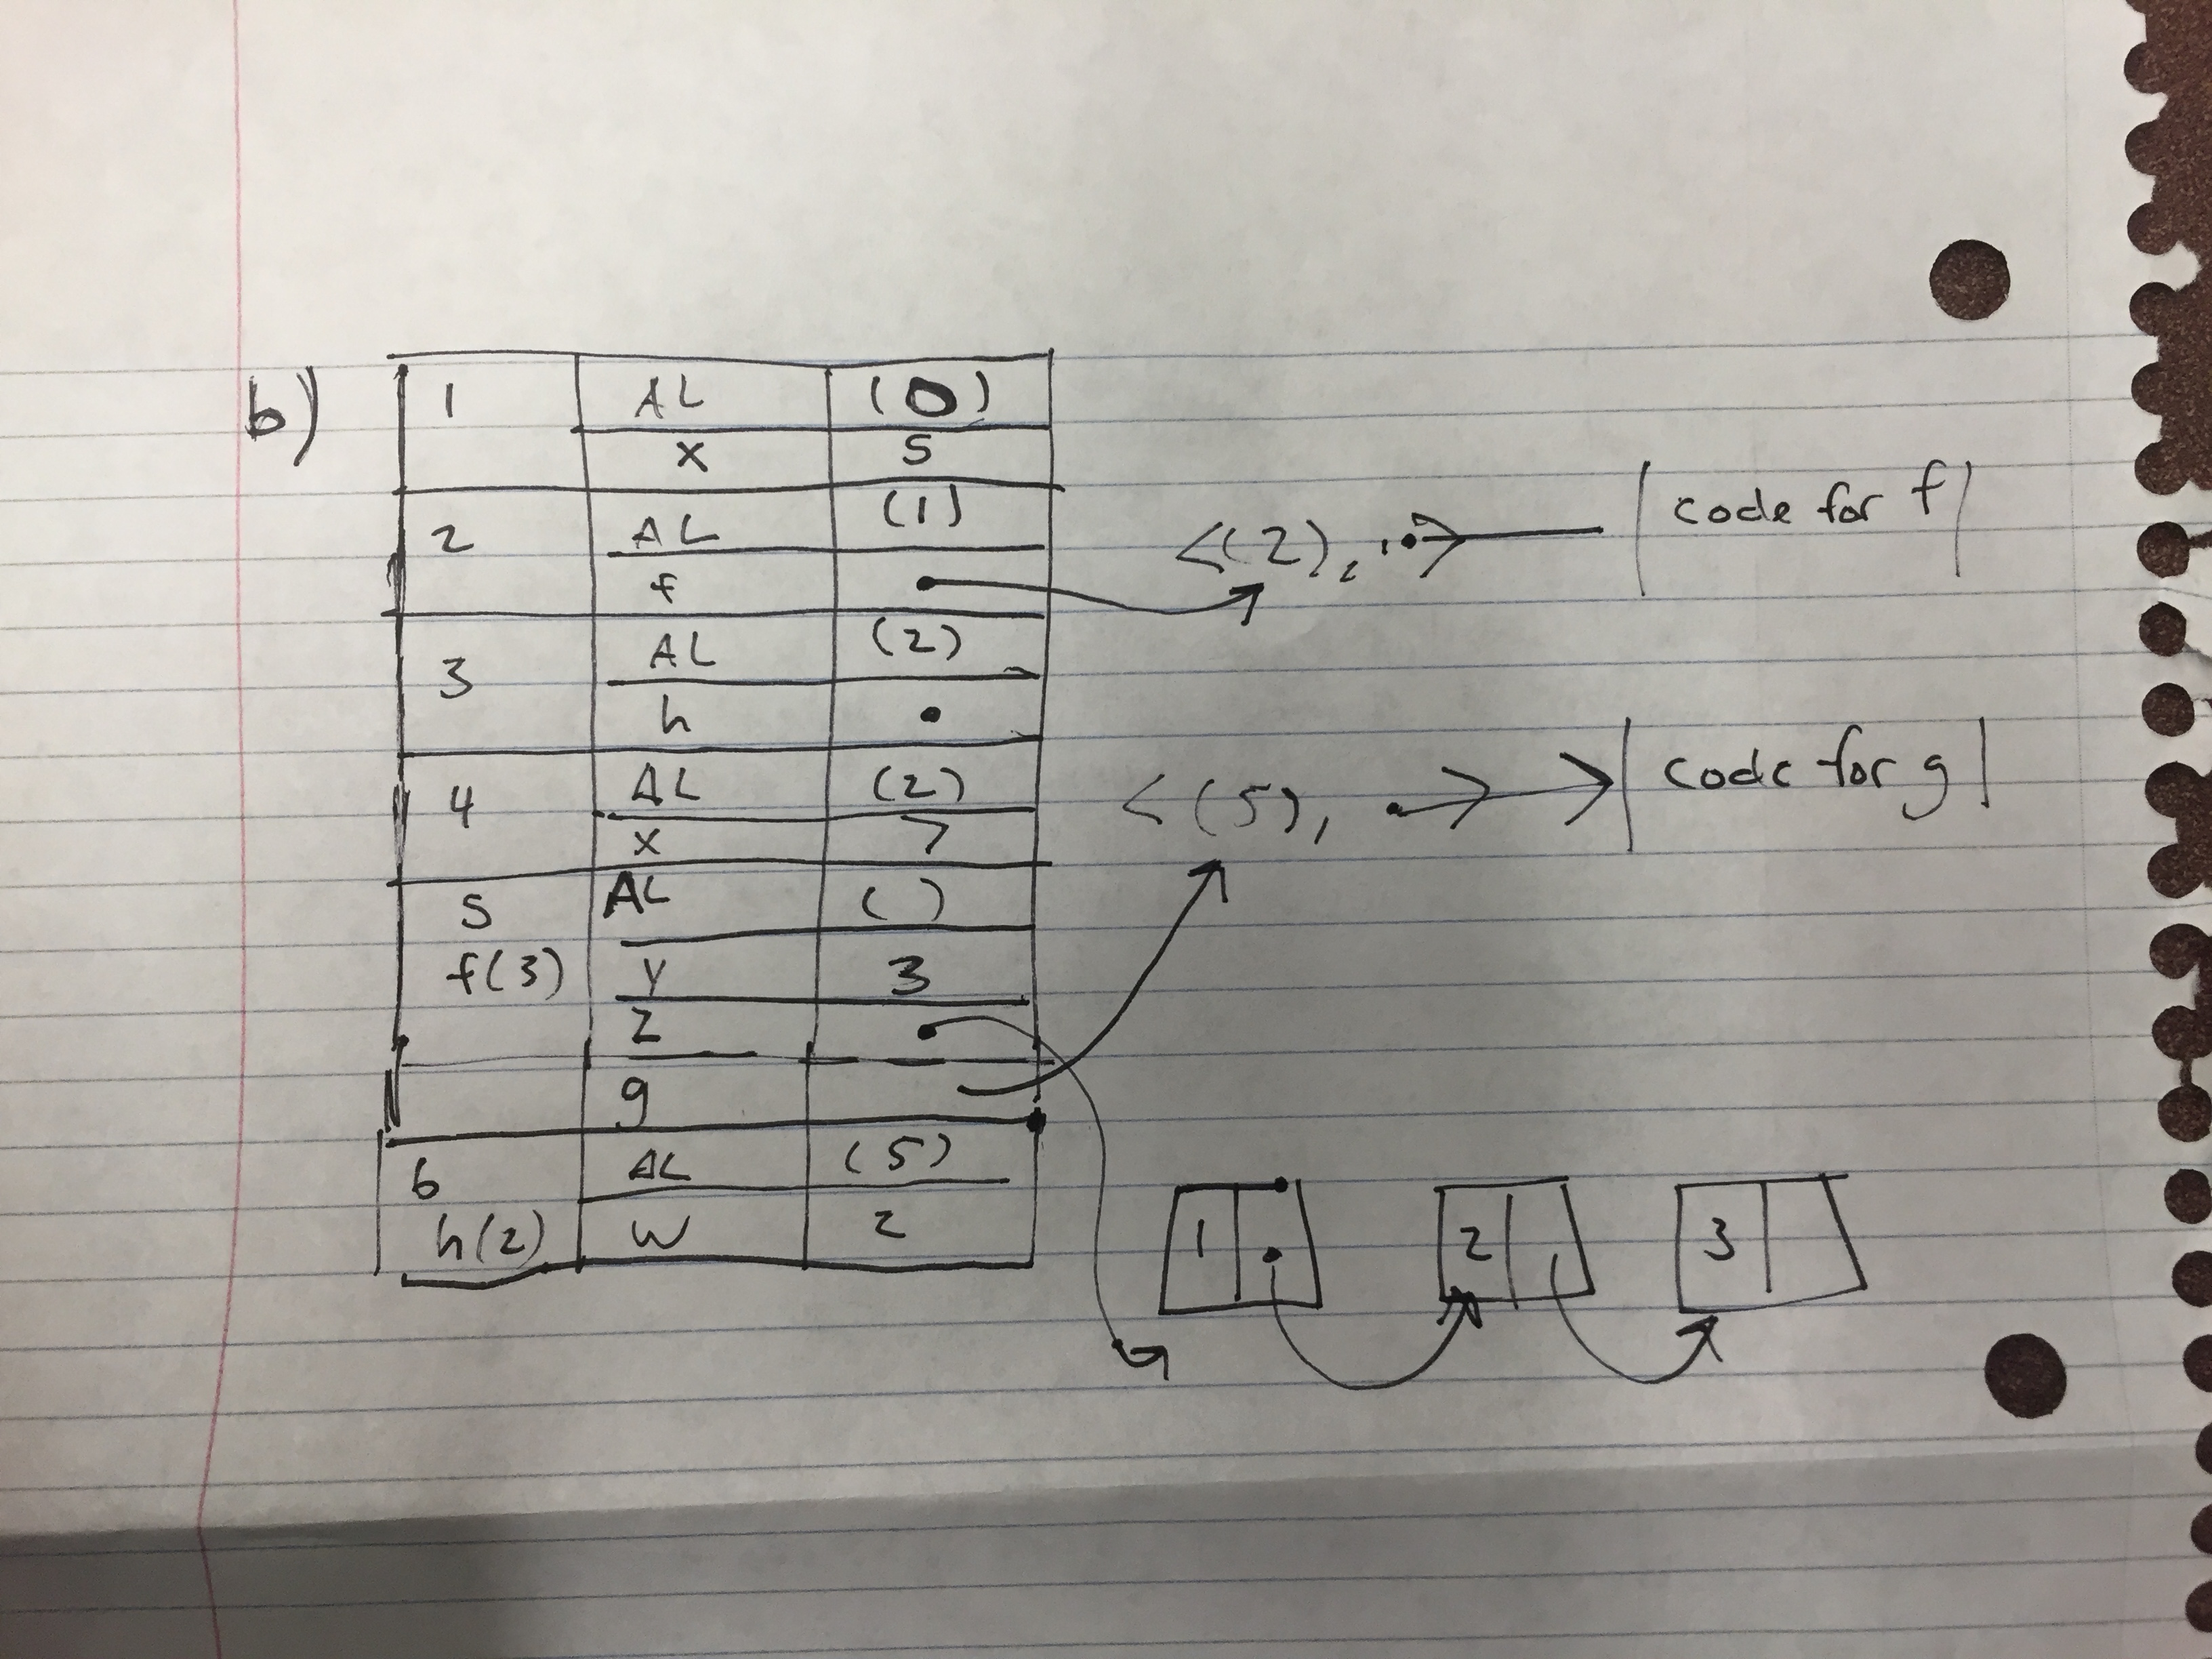 b)
1 AL (0)
x 5
2 AL (1)
f
<(2), code for f
3 AL (2)
h
4 AL (2)
x 7
<(5), code for g
5 AL ( )
f(3) y 3
z
g
6 AL (5)
h(2) w 2
1 2 3